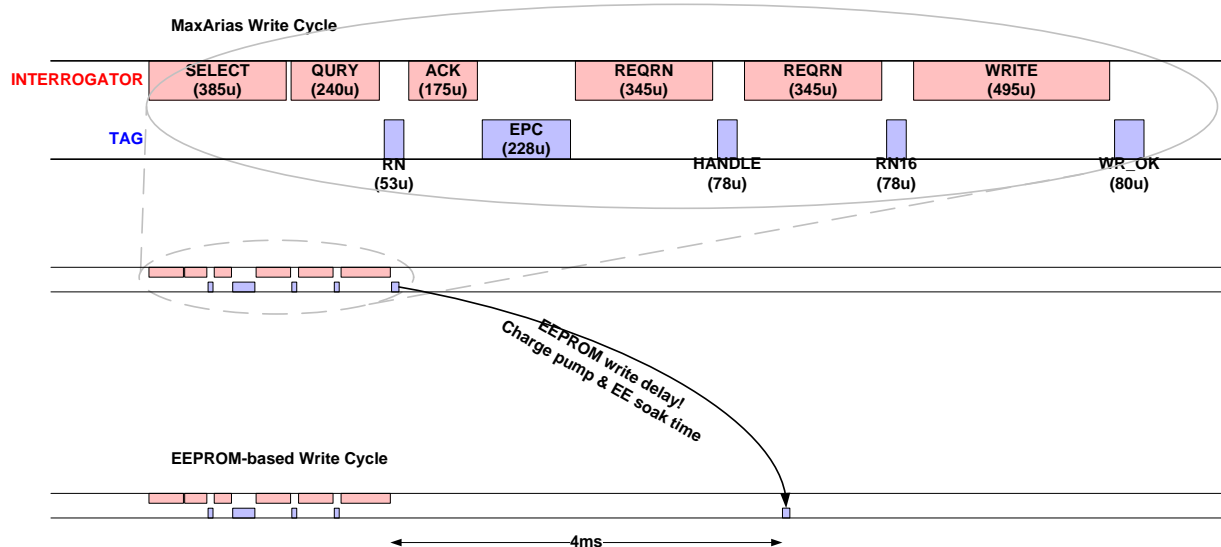 MaxArias Write Cycle
INTERROGATOR
SELECT
(385u)
QURY
(240u)
ACK
(175u)
REQRN
(345u)
REQRN
(345u)
WRITE
(495u)
TAG
RN
(53u)
EPC
(228u)
HANDLE
(78u)
RN16
(78u)
WR_OK
(80u)
EEPROM write delay!
Charge pump & EE soak time
EEPROM-based Write Cycle
4ms